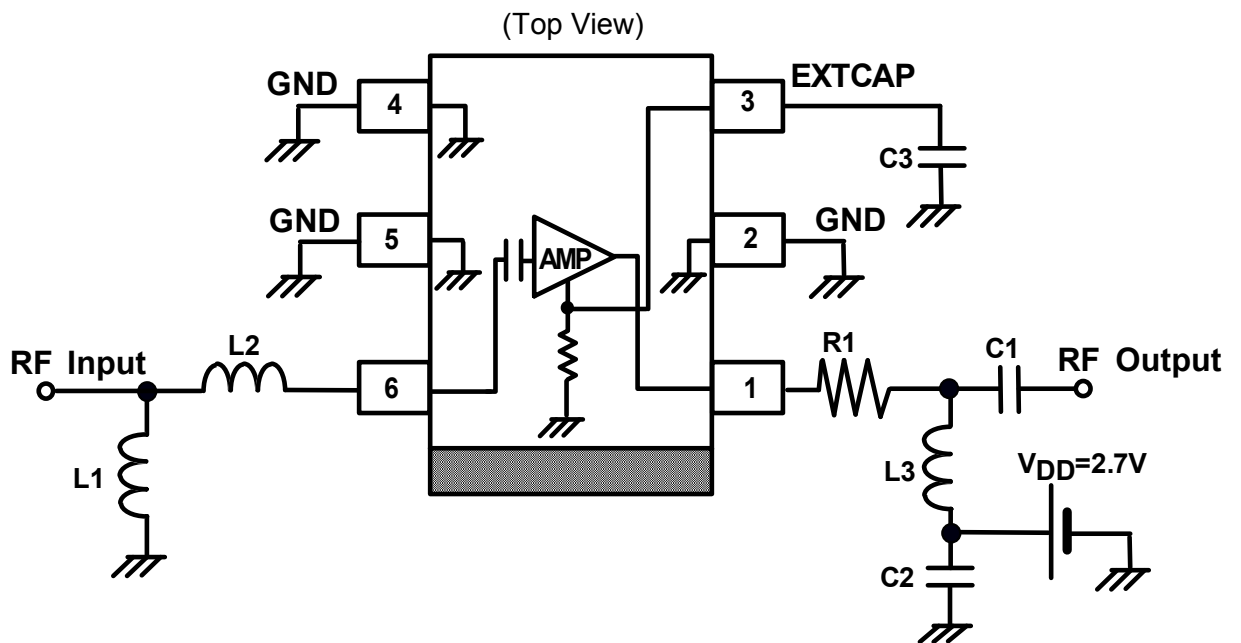 (Top View)
GND
4
3
EXTCAP
C3
GND
5
2
GND
AMP
RF Input
L2
6
1
R1
C1
RF Output
L1
L3
VDD=2.7V
C2